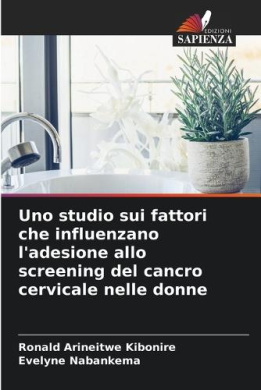 EDIZIONI
SAPIENZA
Uno studio sui fattori
che influenzano
l'adesione allo
screening del cancro
cervicale nelle donne
Ronald Arineitwe Kibonire
Evelyne Nabankema